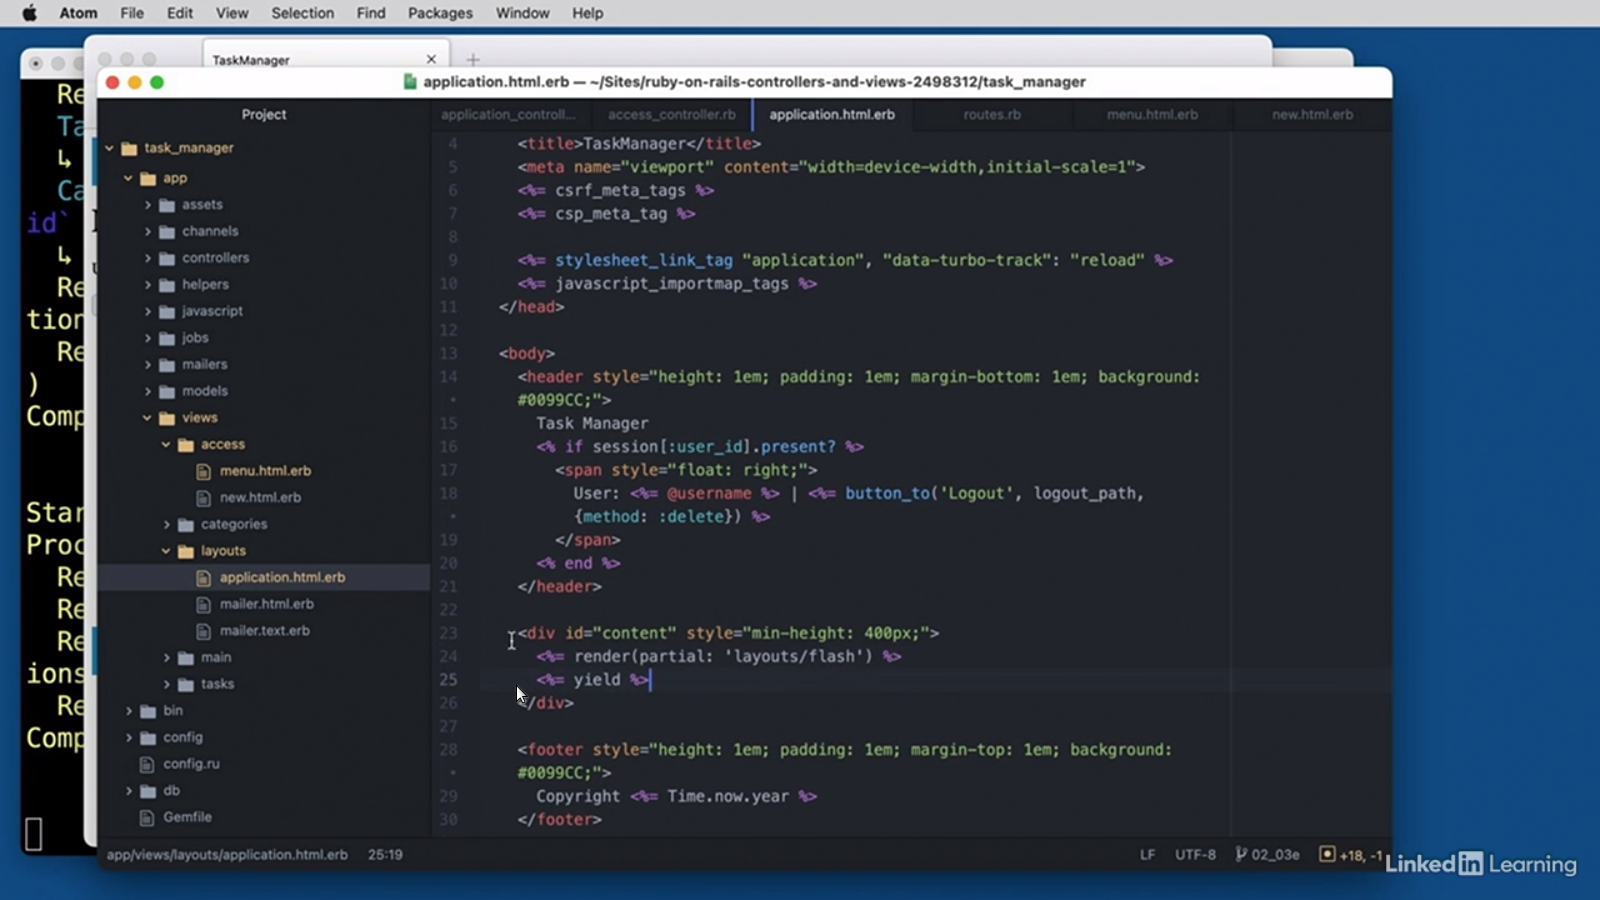 Atom File Edit View Selection Find Packages Window Help
TaskManager
application.html.erb — ~/Sites/ruby-on-rails-controllers-and-views-2498312/task_manager
Project
application_controll... access_controller.rb application.html.erb routes.rb menu.html.erb new.html.erb
task_manager
app
assets
channels
controllers
helpers
javascript
jobs
mailers
models
views
access
menu.html.erb
new.html.erb
categories
layouts
application.html.erb
mailer.html.erb
mailer.text.erb
main
tasks
bin
config
config.ru
db
Gemfile
4 <title>TaskManager</title>
5 <meta name="viewport" content="width=device-width,initial-scale=1">
6 <%= csrf_meta_tags %>
7 <%= csp_meta_tag %>
8
9 <%= stylesheet_link_tag "application", "data-turbo-track": "reload" %>
10 <%= javascript_importmap_tags %>
11 </head>
12
13 <body>
14 <header style="height: 1em; padding: 1em; margin-bottom: 1em; background:
• #0099CC;">
15 Task Manager
16 <% if session[:user_id].present? %>
17 <span style="float: right;">
18 User: <%= @username %> | <%= button_to('Logout', logout_path,
• {method: :delete}) %>
19 </span>
20 <% end %>
21 </header>
22
23 <div id="content" style="min-height: 400px;">
24 <%= render(partial: 'layouts/flash') %>
25 <%= yield %>
26 </div>
27
28 <footer style="height: 1em; padding: 1em; margin-top: 1em; background:
• #0099CC;">
29 Copyright <%= Time.now.year %>
30 </footer>
app/views/layouts/application.html.erb 25:19 LF UTF-8 02_03e +18, -1
Re
Ta
↳
Ca
id`
↳
Re
tion
Re
)
Comp
Star
Proc
Re
Re
Re
ions
Re
Comp
Linked in Learning